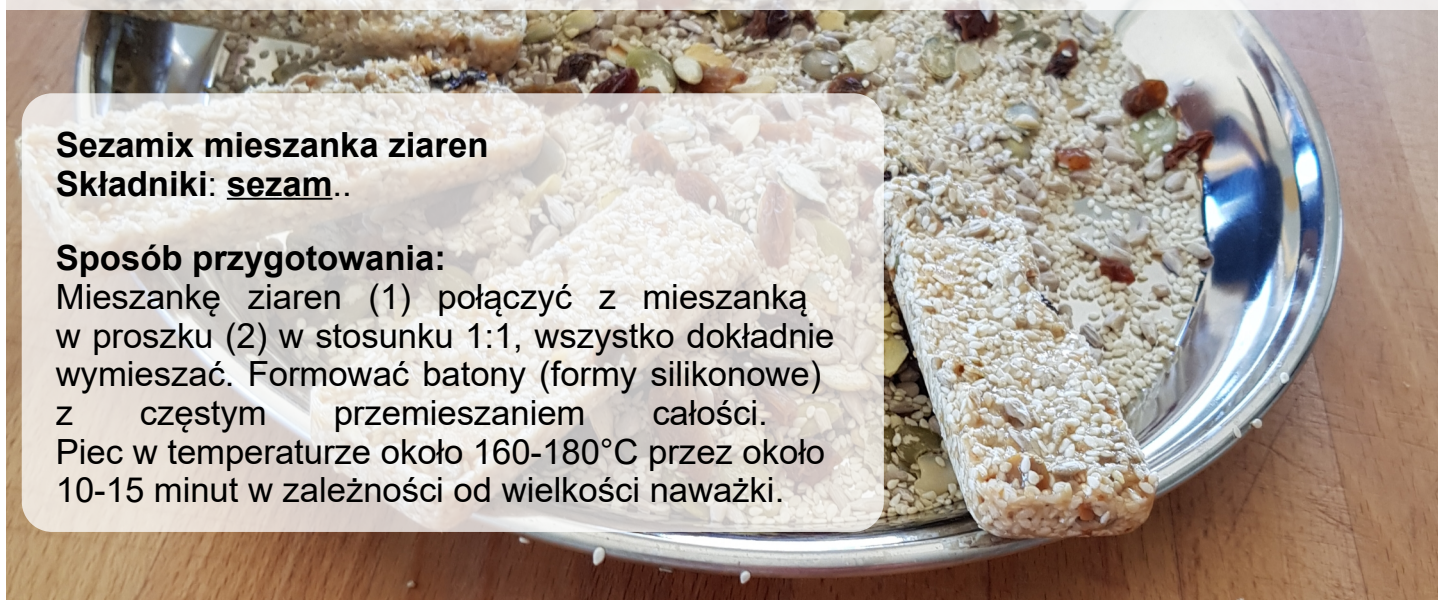 Sezamix mieszanka ziaren
Składniki: sezam..
Sposób przygotowania:
Mieszankę ziaren (1) połączyć z mieszanką
w proszku (2) w stosunku 1:1, wszystko dokładnie
wymieszać. Formować batony (formy silikonowe)
z częstym przemieszaniem całości.
Piec w temperaturze około 160-180°C przez około
10-15 minut w zależności od wielkości naważki.